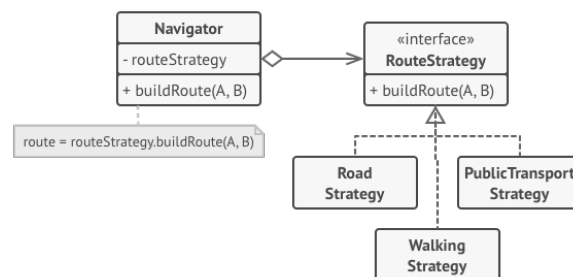 Navigator
- routeStrategy
+ buildRoute(A, B)
route = routeStrategy.buildRoute(A, B)
«interface»
RouteStrategy
+ buildRoute(A, B)
Road
Strategy
PublicTransport
Strategy
Walking
Strategy